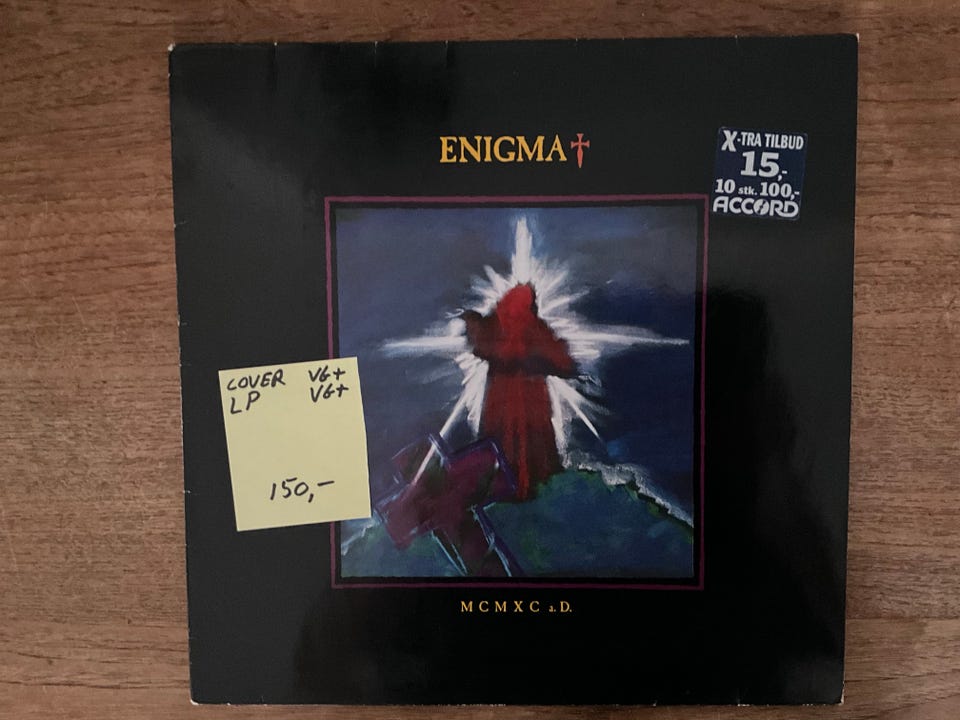 ENIGMA†
X-TRA TILBUD
15,-
10 stk. 100,-
ACCORD
COVER VG+
LP VG+
150,-
MCMXC a.D.